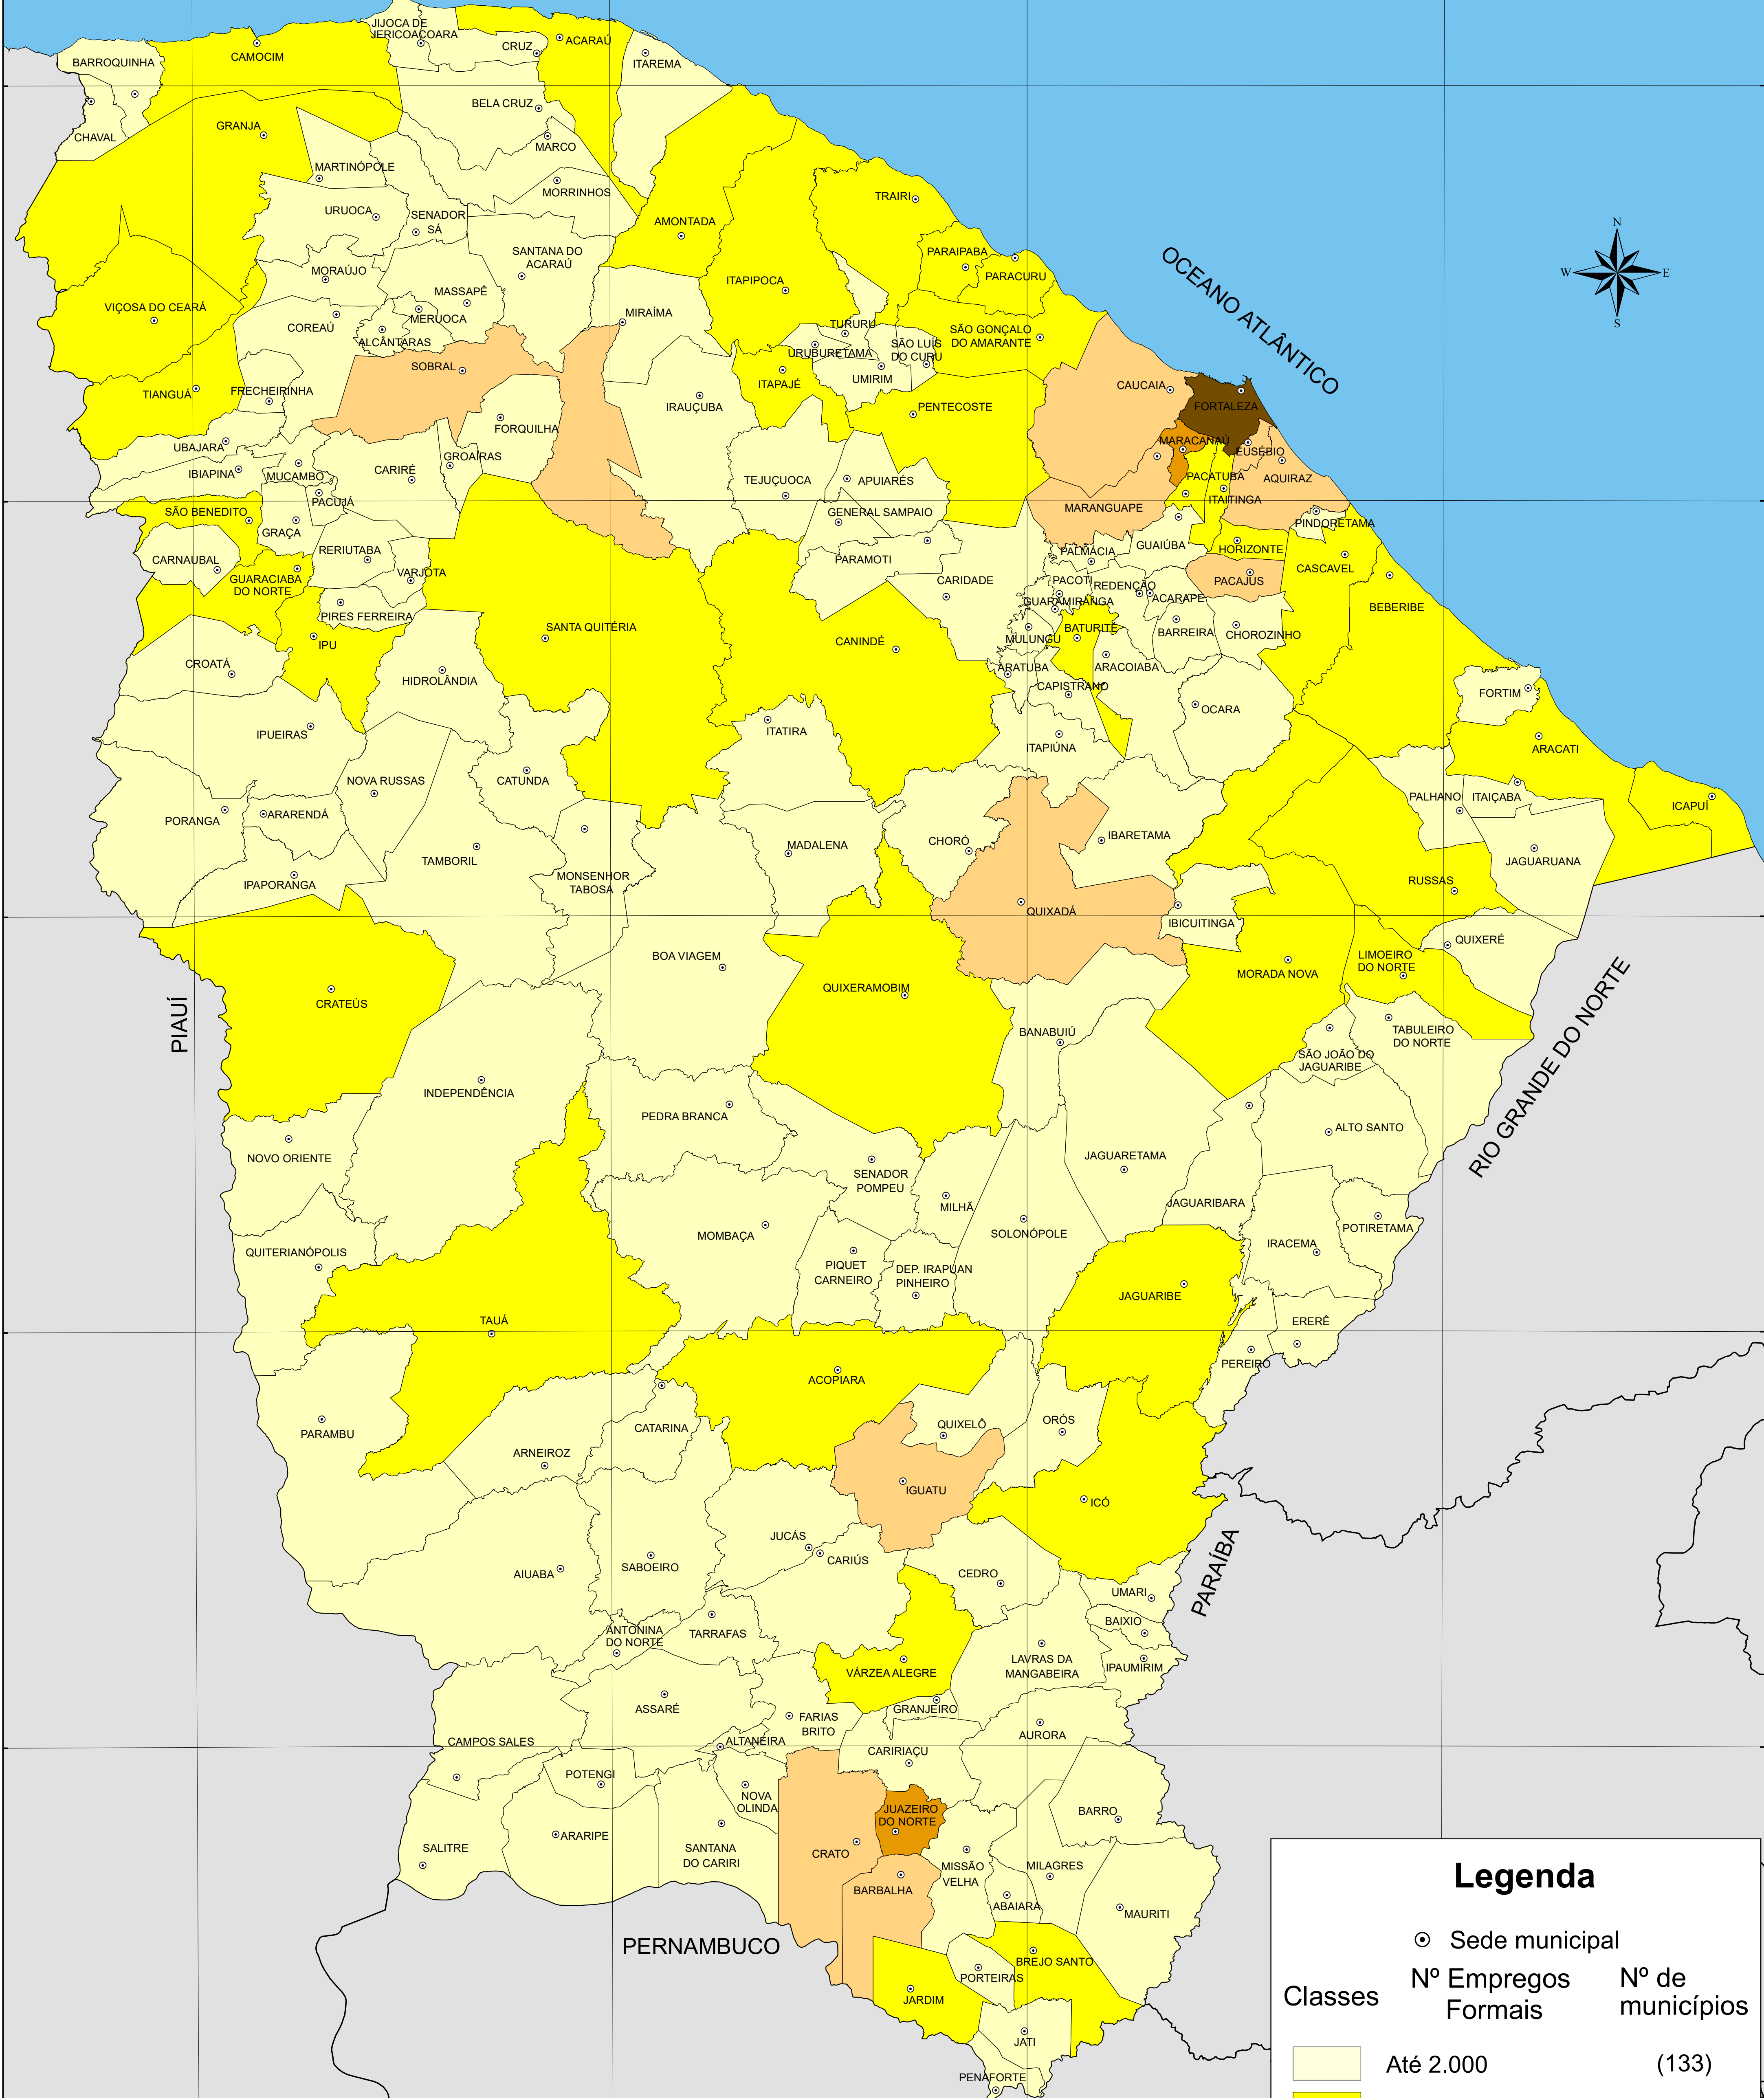 JIJOCA DE
JERICOACOARA
CRUZ
ACARAÚ
ITAREMA
CAMOCIM
BARROQUINHA
BELA CRUZ
CHAVAL
GRANJA
MARCO
MARTINÓPOLE
MORRINHOS
TRAIRI
URUOCA
SENADOR
SÁ
AMONTADA
N
W
E
S
SANTANA DO
ACARAÚ
PARAIPABA
PARACURU
OCEANO ATLÂNTICO
MORAÚJO
ITAPIPOCA
MASSAPÊ
VIÇOSA DO CEARÁ
MERUOCA
MIRAÍMA
COREAÚ
TURURU
SÃO GONÇALO
DO AMARANTE
ALCÂNTARAS
URUBURETAMA
SÃO LUÍS
DO CURU
SOBRAL
UMIRIM
ITAPAJÉ
CAUCAIA
TIANGUÁ
FRECHEIRINHA
IRAUÇUBA
PENTECOSTE
FORTALEZA
FORQUILHA
MARACANAÚ
UBAJARA
GROAÍRAS
EUSÉBIO
IBIAPINA
MUCAMBO
CARIRÉ
TEJUÇUOCA
APUIARÉS
PACATUBA
AQUIRAZ
PACUJÁ
ITAITINGA
SÃO BENEDITO
GENERAL SAMPAIO
MARANGUAPE
PINDORETAMA
GRAÇA
RERIUTABA
PALMÁCIA
GUAIÚBA
HORIZONTE
CARNAUBAL
VARJOTA
PARAMOTI
CASCAVEL
GUARACIABA
DO NORTE
CARIDADE
PACOTI
REDENÇÃO
PACAJUS
GUARAMIRANGA
ACARAPE
BEBERIBE
PIRES FERREIRA
SANTA QUITÉRIA
BATURITÉ
BARREIRA
CHOROZINHO
IPU
CANINDÉ
MULUNGU
CROATÁ
ARATUBA
ARACOIABA
HIDROLÂNDIA
CAPISTRANO
FORTIM
OCARA
IPUEIRAS
ITATIRA
ITAPIÚNA
ARACATI
NOVA RUSSAS
CATUNDA
PALHANO
ITAIÇABA
ICAPUÍ
PORANGA
ARARENDÁ
MADALENA
CHORÓ
IBARETAMA
TAMBORIL
JAGUARUANA
IPAPORANGA
MONSENHOR
TABOSA
RUSSAS
QUIXADÁ
IBICUITINGA
QUIXERÉ
BOA VIAGEM
LIMOEIRO
DO NORTE
MORADA NOVA
PIAUÍ
CRATEÚS
QUIXERAMOBIM
BANABUIÚ
TABULEIRO
DO NORTE
SÃO JOÃO DO
JAGUARIBE
RIO GRANDE DO NORTE
INDEPENDÊNCIA
PEDRA BRANCA
ALTO SANTO
NOVO ORIENTE
JAGUARETAMA
SENADOR
POMPEU
MILHÃ
JAGUARIBARA
MOMBAÇA
SOLONÓPOLE
POTIRETAMA
IRACEMA
QUITERIANÓPOLIS
PIQUET
CARNEIRO
DEP. IRAPUAN
PINHEIRO
JAGUARIBE
TAUÁ
ERERÊ
PEREIRO
ACOPIARA
QUIXELÔ
ORÓS
PARAMBU
CATARINA
ARNEIROZ
IGUATU
ICÓ
JUCÁS
CARIÚS
PARAÍBA
SABOEIRO
AIUABA
CEDRO
UMARI
BAIXIO
ANTONINA
DO NORTE
TARRAFAS
LAVRAS DA
MANGABEIRA
IPAUMIRIM
VÁRZEA ALEGRE
ASSARÉ
GRANJEIRO
FARIAS
BRITO
AURORA
CAMPOS SALES
ALTANEIRA
CARIRIAÇU
POTENGI
NOVA
OLINDA
JUAZEIRO
DO NORTE
BARRO
ARARIPE
SALITRE
SANTANA
DO CARIRI
CRATO
MISSÃO
VELHA
MILAGRES
BARBALHA
ABAIARA
MAURITI
PERNAMBUCO
BREJO SANTO
PORTEIRAS
JARDIM
JATI
PENAFORTE
Legenda
Sede municipal
Classes
Nº Empregos
Formais
Nº de
municípios
Até 2.000
(133)